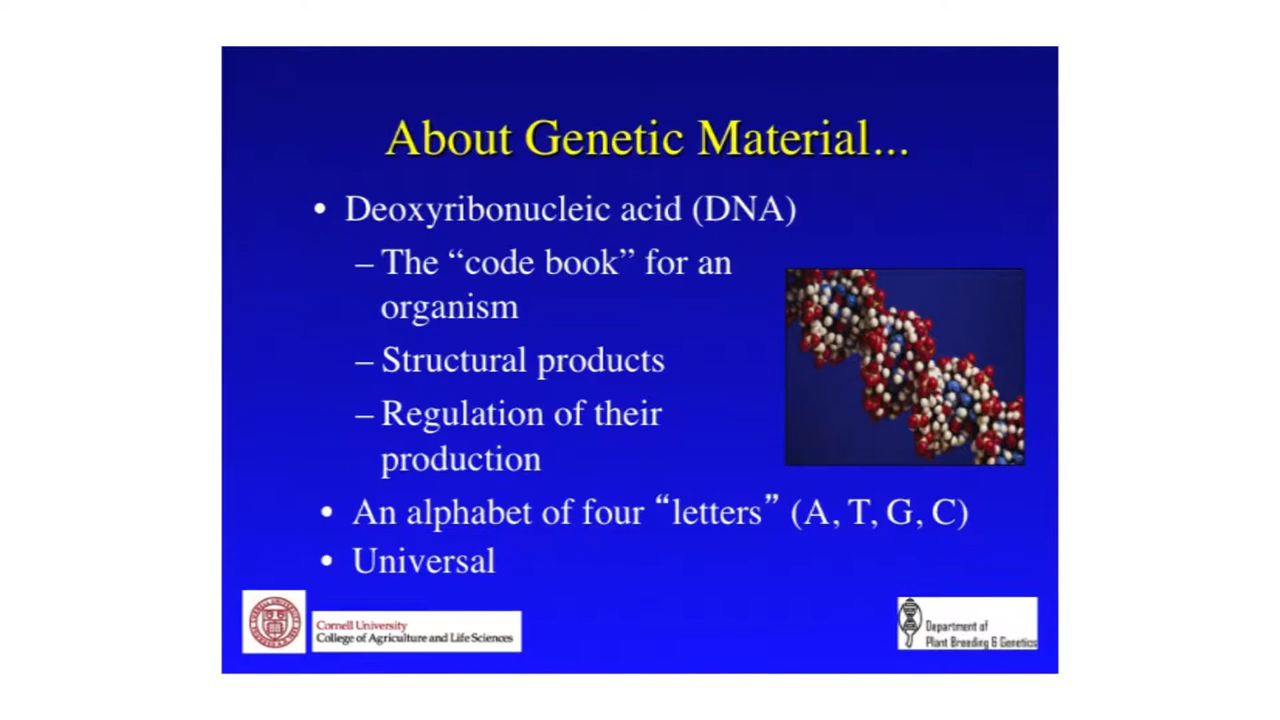 About Genetic Material...
• Deoxyribonucleic acid (DNA)
– The “code book” for an
organism
– Structural products
– Regulation of their
production
• An alphabet of four “letters” (A, T, G, C)
• Universal
Cornell University
College of Agriculture and Life Sciences
Department of
Plant Breeding & Genetics